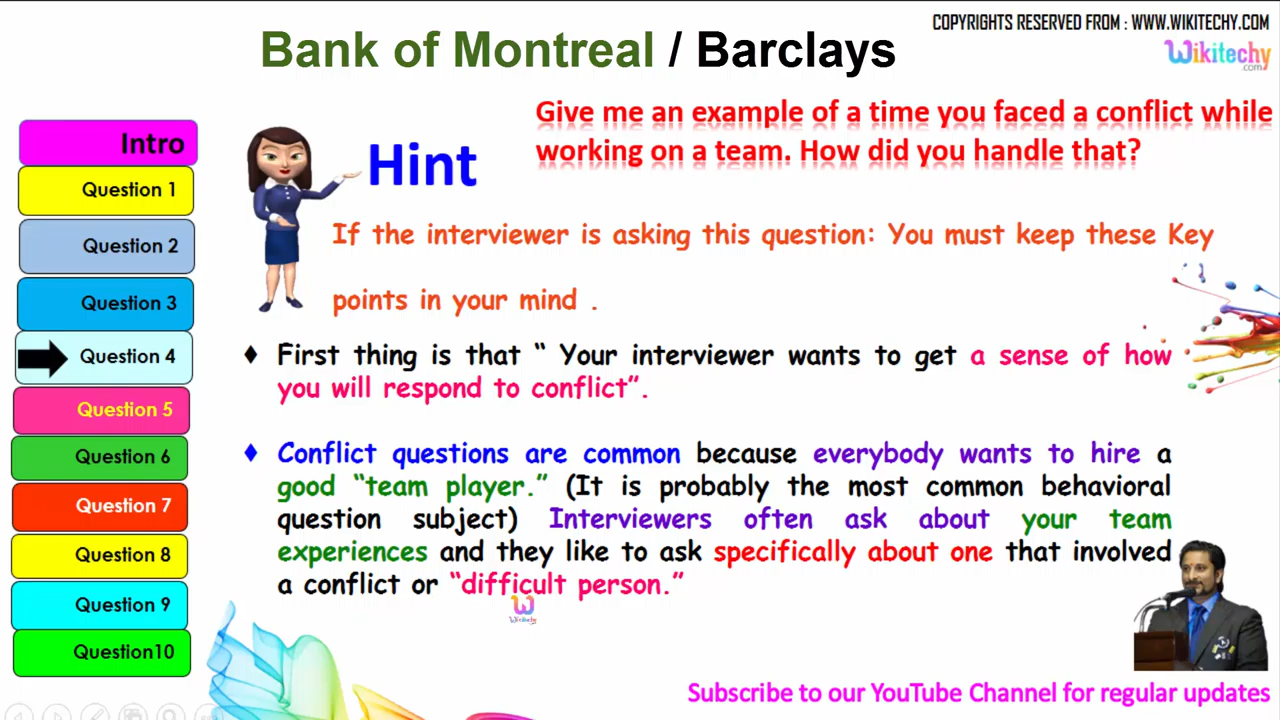 COPYRIGHTS RESERVED FROM : WWW.WIKITECHY.COM
Bank of Montreal / Barclays
Wikitechy
.com
Give me an example of a time you faced a conflict while
working on a team. How did you handle that?
Hint
Intro
Question 1
Question 2
Question 3
Question 4
Question 5
Question 6
Question 7
Question 8
Question 9
Question10
If the interviewer is asking this question: You must keep these Key
points in your mind .
♦ First thing is that “ Your interviewer wants to get a sense of how
you will respond to conflict”.
♦ Conflict questions are common because everybody wants to hire a
good “team player.” (It is probably the most common behavioral
question subject) Interviewers often ask about your team
experiences and they like to ask specifically about one that involved
a conflict or “difficult person.”
W
Wikitechy
Subscribe to our YouTube Channel for regular updates